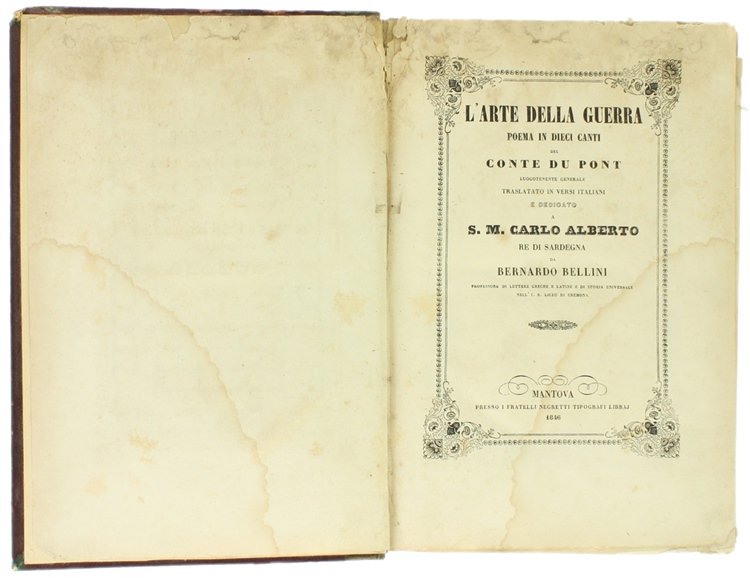 L'ARTE DELLA GUERRA
POEMA IN DIECI CANTI
DEL
CONTE DU PONT
LUOGOTENENTE GENERALE
TRASLATATO IN VERSI ITALIANI
E DEDICATO
A
S. M. CARLO ALBERTO
RE DI SARDEGNA
DA
BERNARDO BELLINI
PROFESSORE DI LETTERE GRECHE E LATINE E DI STORIA UNIVERSALE
NELL' I. R. LICEO DI CREMONA
MANTOVA
PRESSO I FRATELLI NEGRETTI TIPOGRAFI LIBRAJ
1846